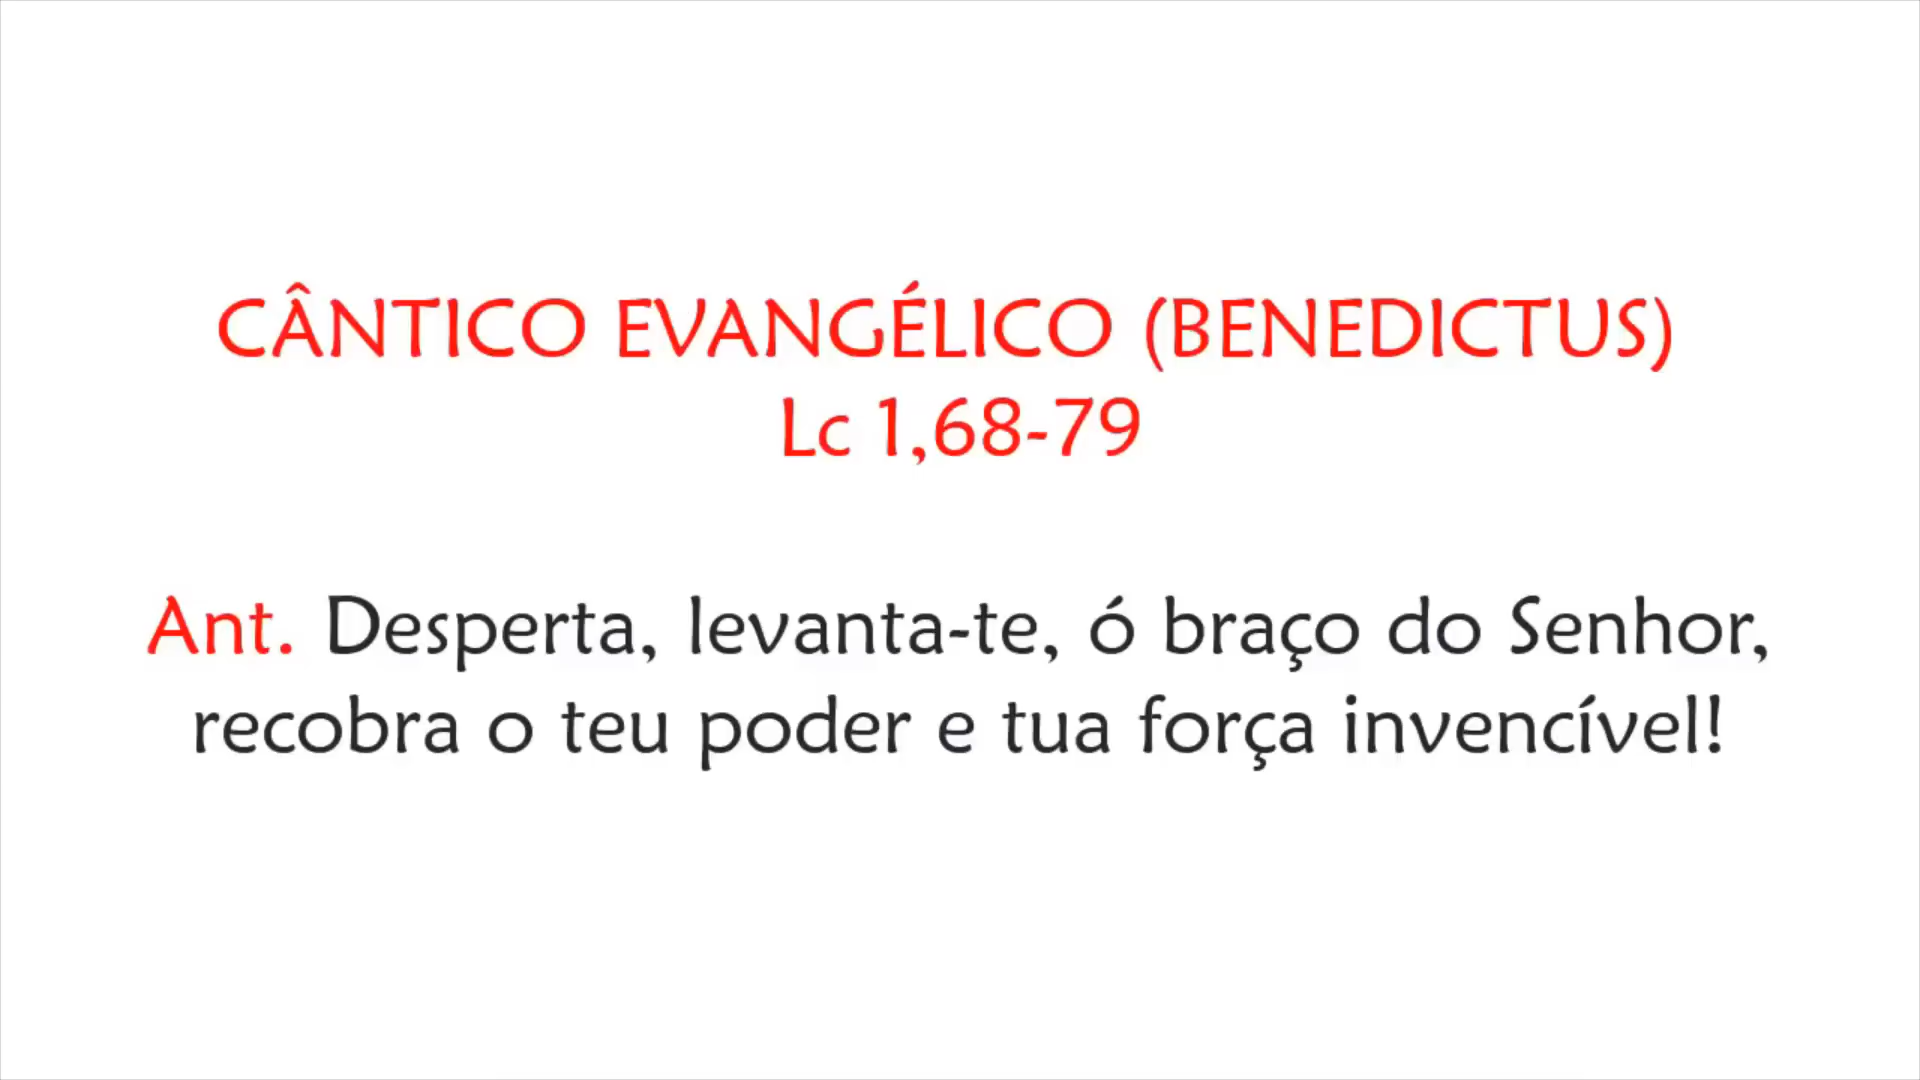 CÂNTICO EVANGÉLICO (BENEDICTUS)
Lc 1,68-79
Ant. Desperta, levanta-te, ó braço do Senhor,
recobra o teu poder e tua força invencível!